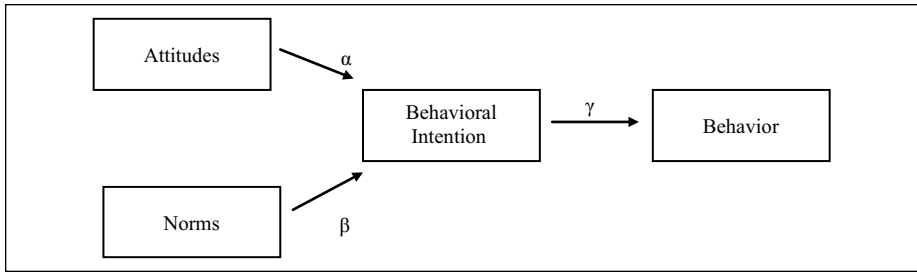 Attitudes
α
Behavioral
Intention
γ
Behavior
Norms
β